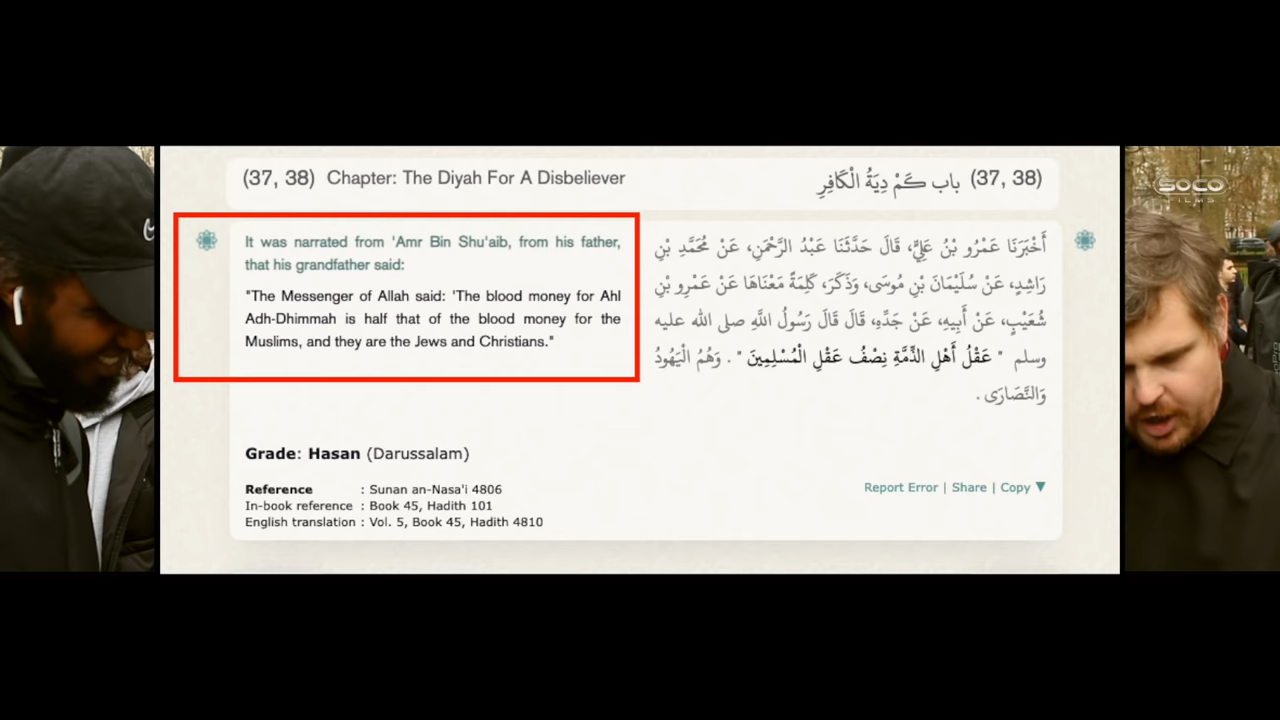 (37, 38) Chapter: The Diyah For A Disbeliever
(37, 38) باب كَمْ دِيَةُ الْكَافِرِ
It was narrated from 'Amr Bin Shu'aib, from his father,
that his grandfather said:
"The Messenger of Allah said: 'The blood money for Ahl
Adh-Dhimmah is half that of the blood money for the
Muslims, and they are the Jews and Christians."
أَخْبَرَنَا عَمْرُو بْنُ عَلِيٍّ، قَالَ حَدَّثَنَا عَبْدُ الرَّحْمَنِ، عَنْ مُحَمَّدِ بْنِ
رَاشِدٍ، عَنْ سُلَيْمَانَ بْنِ مُوسَى، وَذَكَرَ، كَلِمَةً مَعْنَاهَا عَنْ عَمْرِو بْنِ
شُعَيْبٍ، عَنْ أَبِيهِ، عَنْ جَدِّهِ، قَالَ قَالَ رَسُولُ اللَّهِ صلى الله عليه
وسلم " عَقْلُ أَهْلِ الذِّمَّةِ نِصْفُ عَقْلِ الْمُسْلِمِينَ " . وَهُمُ الْيَهُودُ
وَالنَّصَارَى .
Grade: Hasan (Darussalam)
Reference : Sunan an-Nasa'i 4806
In-book reference : Book 45, Hadith 101
English translation : Vol. 5, Book 45, Hadith 4810
Report Error | Share | Copy ▼
SOCO
FILMS